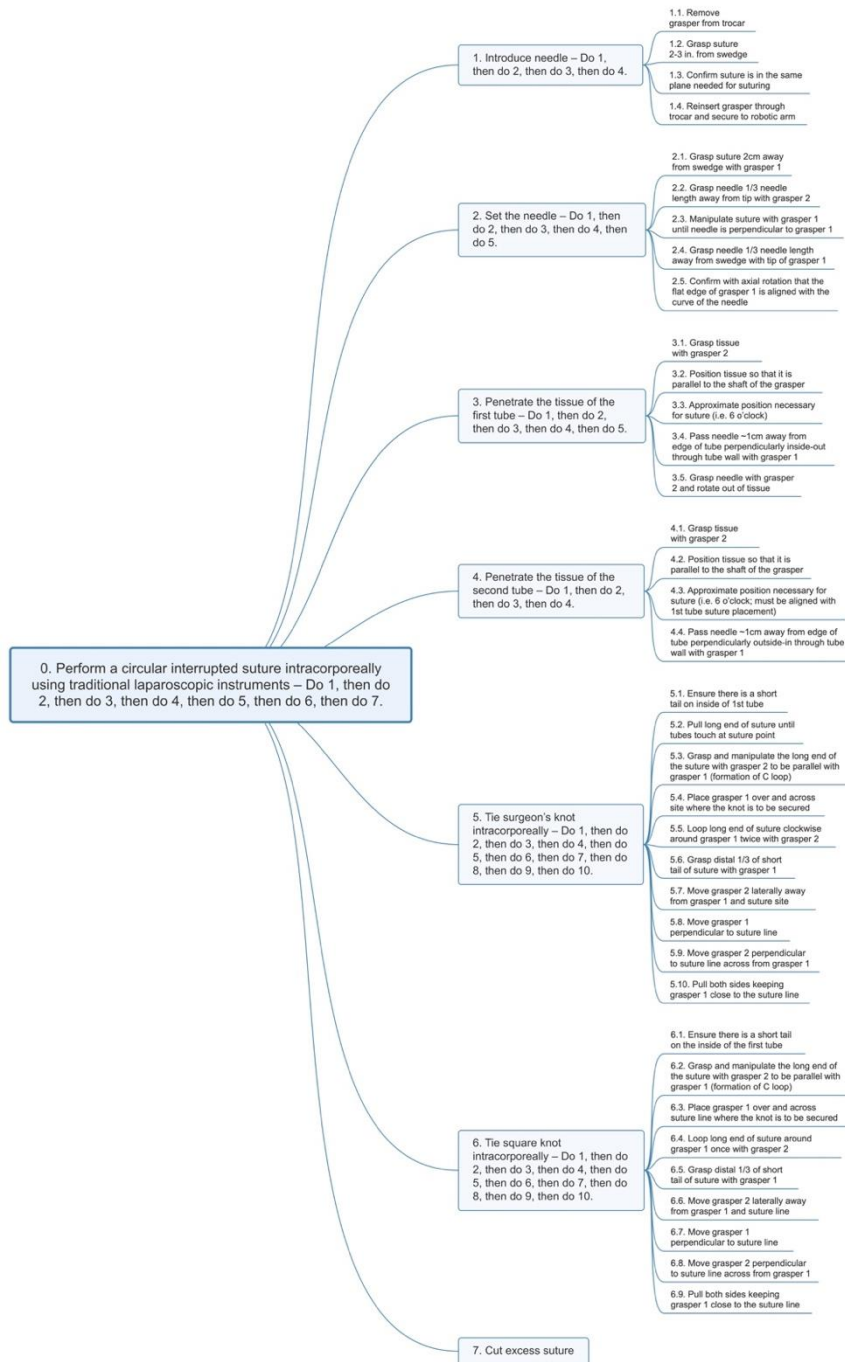 0. Perform a circular interrupted suture intracorporeally
using traditional laparoscopic instruments – Do 1, then do
2, then do 3, then do 4, then do 5, then do 6, then do 7.
1. Introduce needle – Do 1,
then do 2, then do 3, then do 4.
1.1. Remove
grasper from trocar
1.2. Grasp suture
2-3 in. from swedge
1.3. Confirm suture is in the same
plane needed for suturing
1.4. Reinsert grasper through
trocar and secure to robotic arm
2. Set the needle – Do 1, then
do 2, then do 3, then do 4, then
do 5.
2.1. Grasp suture 2cm away
from swedge with grasper 1
2.2. Grasp needle 1/3 needle
length away from tip with grasper 2
2.3. Manipulate suture with grasper 1
until needle is perpendicular to grasper 1
2.4. Grasp needle 1/3 needle length
away from swedge with tip of grasper 1
2.5. Confirm with axial rotation that the
flat edge of grasper 1 is aligned with the
curve of the needle
3. Penetrate the tissue of the
first tube – Do 1, then do 2,
then do 3, then do 4, then do 5.
3.1. Grasp tissue
with grasper 2
3.2. Position tissue so that it is
parallel to the shaft of the grasper
3.3. Approximate position necessary
for suture (i.e. 6 o'clock)
3.4. Pass needle ~1cm away from
edge of tube perpendicularly inside-out
through tube wall with grasper 1
3.5. Grasp needle with grasper
2 and rotate out of tissue
4. Penetrate the tissue of the
second tube – Do 1, then do 2,
then do 3, then do 4.
4.1. Grasp tissue
with grasper 2
4.2. Position tissue so that it is
parallel to the shaft of the grasper
4.3. Approximate position necessary for
suture (i.e. 6 o'clock; must be aligned with
1st tube suture placement)
4.4. Pass needle ~1cm away from edge of
tube perpendicularly outside-in through tube
wall with grasper 1
5. Tie surgeon's knot
intracorporeally – Do 1, then do
2, then do 3, then do 4, then do
5, then do 6, then do 7, then do
8, then do 9, then do 10.
5.1. Ensure there is a short
tail on inside of 1st tube
5.2. Pull long end of suture until
tubes touch at suture point
5.3. Grasp and manipulate the long end of
the suture with grasper 2 to be parallel with
grasper 1 (formation of C loop)
5.4. Place grasper 1 over and across
site where the knot is to be secured
5.5. Loop long end of suture clockwise
around grasper 1 twice with grasper 2
5.6. Grasp distal 1/3 of short
tail of suture with grasper 1
5.7. Move grasper 2 laterally away
from grasper 1 and suture site
5.8. Move grasper 1
perpendicular to suture line
5.9. Move grasper 2 perpendicular
to suture line across from grasper 1
5.10. Pull both sides keeping
grasper 1 close to the suture line
6. Tie square knot
intracorporeally – Do 1, then do
2, then do 3, then do 4, then do
5, then do 6, then do 7, then do
8, then do 9, then do 10.
6.1. Ensure there is a short tail
on the inside of the first tube
6.2. Grasp and manipulate the long end of
the suture with grasper 2 to be parallel with
grasper 1 (formation of C loop)
6.3. Place grasper 1 over and across
suture line where the knot is to be secured
6.4. Loop long end of suture around
grasper 1 once with grasper 2
6.5. Grasp distal 1/3 of short
tail of suture with grasper 1
6.6. Move grasper 2 laterally away
from grasper 1 and suture line
6.7. Move grasper 1
perpendicular to suture line
6.8. Move grasper 2 perpendicular
to suture line across from grasper 1
6.9. Pull both sides keeping
grasper 1 close to the suture line
7. Cut excess suture